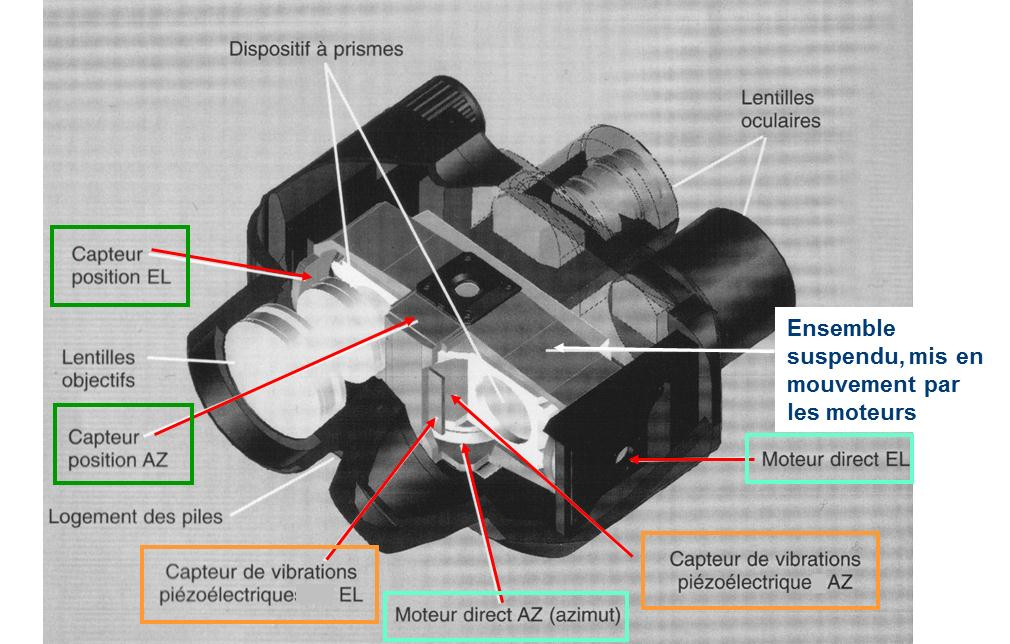 Dispositif à prismes
Lentilles
oculaires
Capteur
position EL
Ensemble
suspendu, mis en
mouvement par
les moteurs
Lentilles
objectifs
Capteur
position AZ
Moteur direct EL
Logement des piles
Capteur de vibrations
piézoélectrique EL
Capteur de vibrations
piézoélectrique AZ
Moteur direct AZ (azimut)